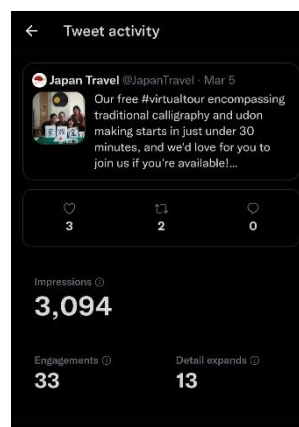 Tweet activity
Japan Travel @JapanTravel · Mar 5
Our free #virtualtour encompassing
traditional calligraphy and udon
making starts in just under 30
minutes, and we'd love for you to
join us if you're available!...
3 2 0
Impressions
3,094
Engagements Detail expands
33 13